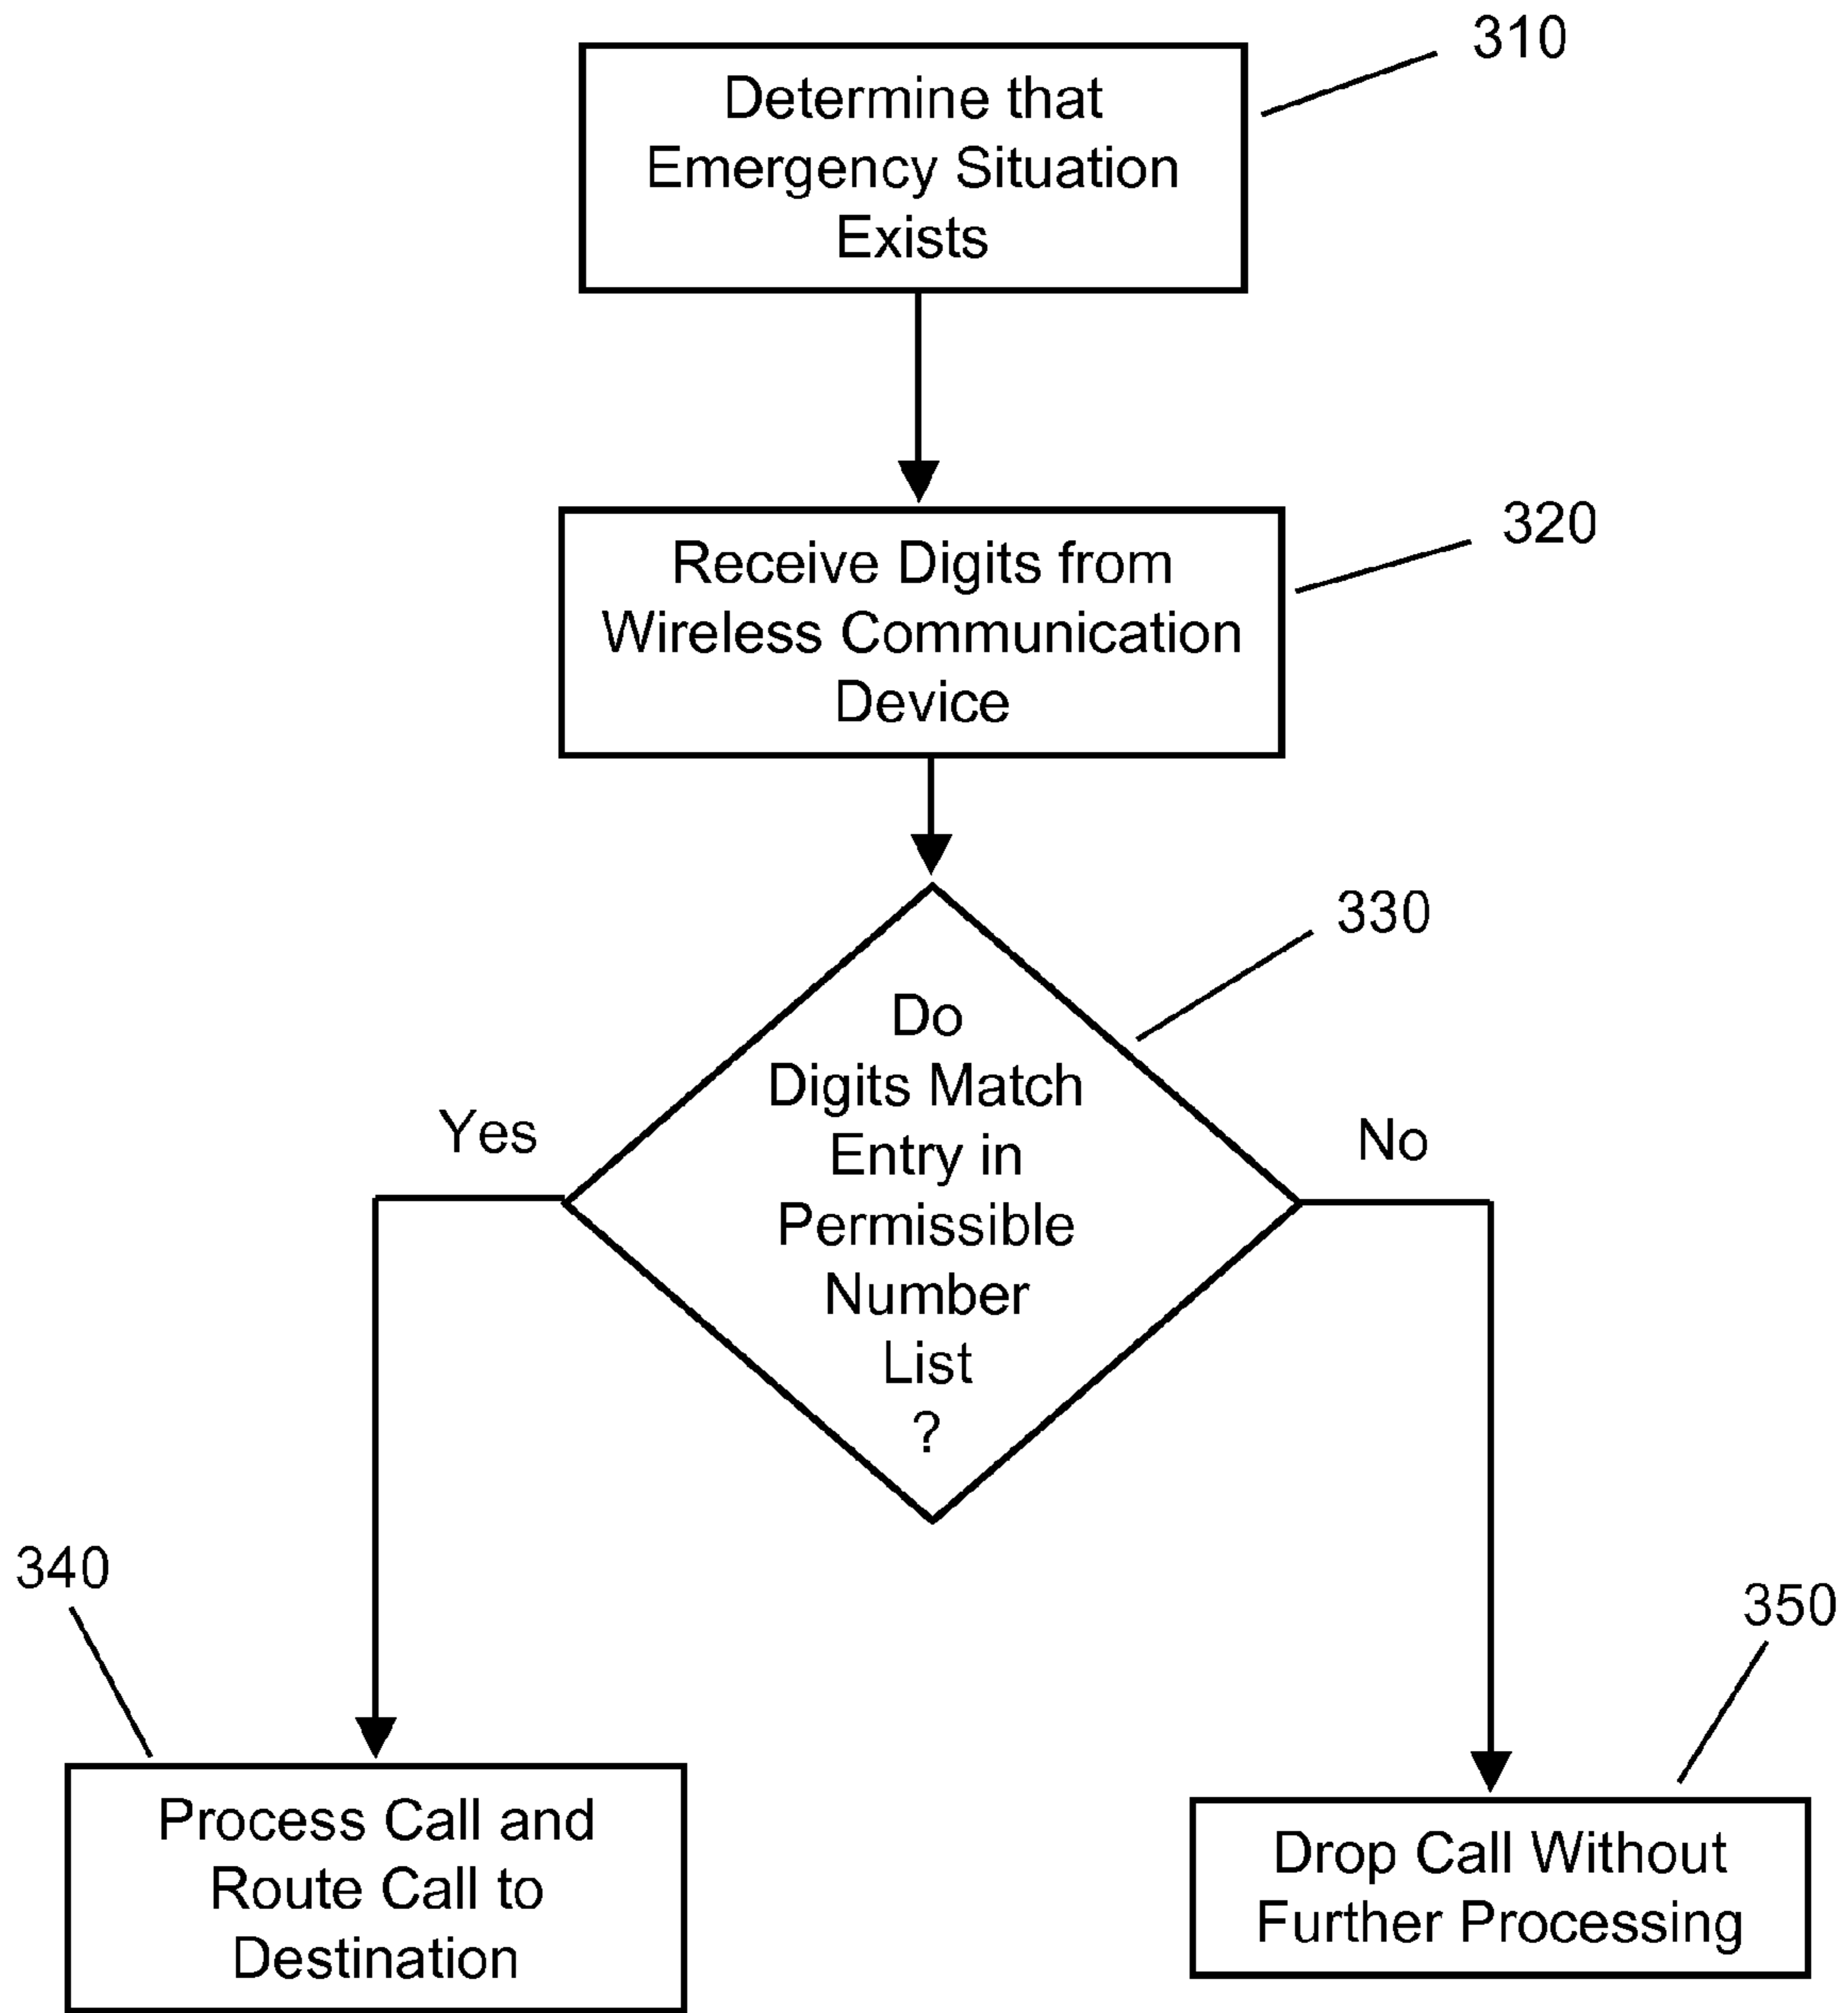 310
Determine that
Emergency Situation
Exists
320
Receive Digits from
Wireless Communication
Device
330
Do
Digits Match
Entry in
Permissible
Number
List
?
Yes
No
340
Process Call and
Route Call to
Destination
350
Drop Call Without
Further Processing